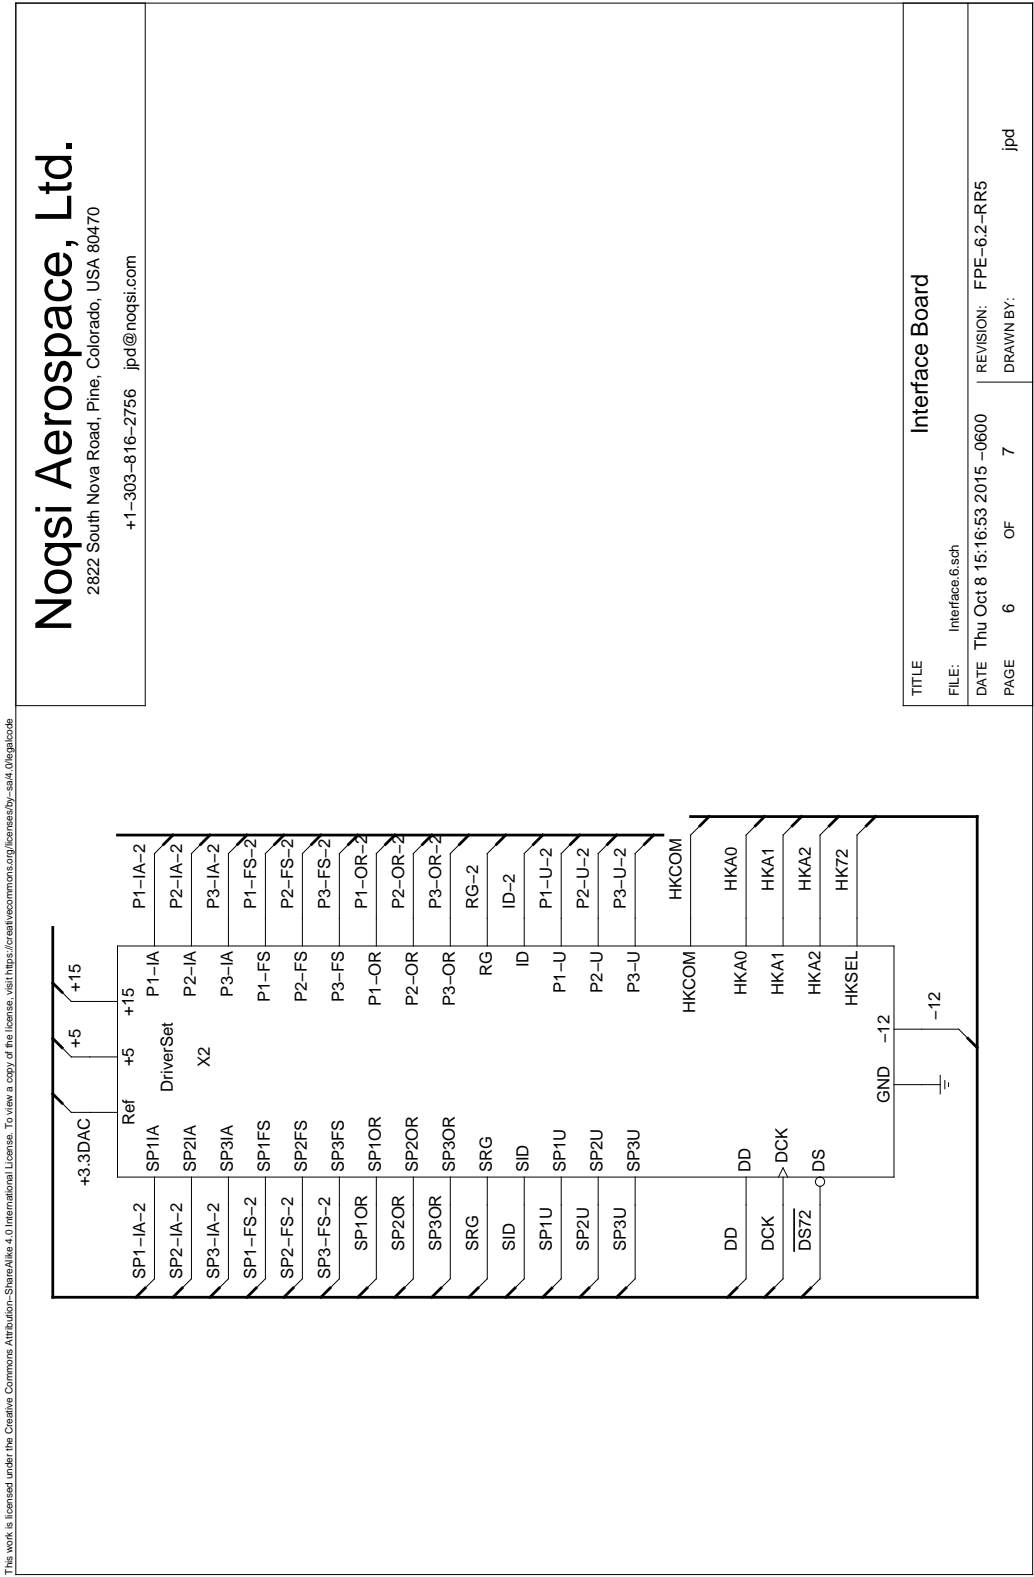 This work is licensed under the Creative Commons Attribution−ShareAlike 4.0 International License. To view a copy of the license, visit https://creativecommons.org/licenses/by−sa/4.0/legalcode
Noqsi Aerospace, Ltd.
2822 South Nova Road, Pine, Colorado, USA 80470
+1−303−816−2756 jpd@noqsi.com
+3.3DAC
+5
+15
Ref
+5
+15
DriverSet
X2
SP1−IA−2 SP1IA P1−IA P1−IA−2
SP2−IA−2 SP2IA P2−IA P2−IA−2
SP3−IA−2 SP3IA P3−IA P3−IA−2
SP1−FS−2 SP1FS P1−FS P1−FS−2
SP2−FS−2 SP2FS P2−FS P2−FS−2
SP3−FS−2 SP3FS P3−FS P3−FS−2
SP1OR SP1OR P1−OR P1−OR−2
SP2OR SP2OR P2−OR P2−OR−2
SP3OR SP3OR P3−OR P3−OR−2
SRG SRG RG RG−2
SID SID ID ID−2
SP1U SP1U P1−U P1−U−2
SP2U SP2U P2−U P2−U−2
SP3U SP3U P3−U P3−U−2
HKCOM HKCOM
DD DD HKA0 HKA0
DCK DCK HKA1 HKA1
DS72 DS HKA2 HKA2
HKSEL HK72
GND −12
−12
TITLE
Interface Board
FILE: Interface.6.sch
DATE Thu Oct 8 15:16:53 2015 −0600 REVISION: FPE−6.2−RR5
PAGE 6 OF 7 DRAWN BY: jpd